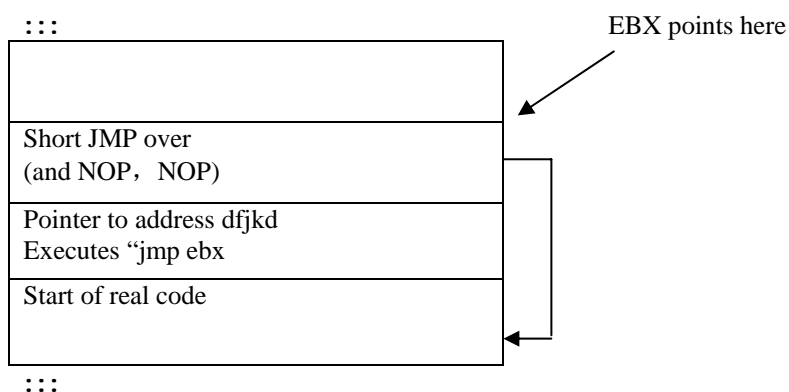 :::
EBX points here
Short JMP over
(and NOP，NOP)
Pointer to address dfjkd
Executes “jmp ebx
Start of real code
:::